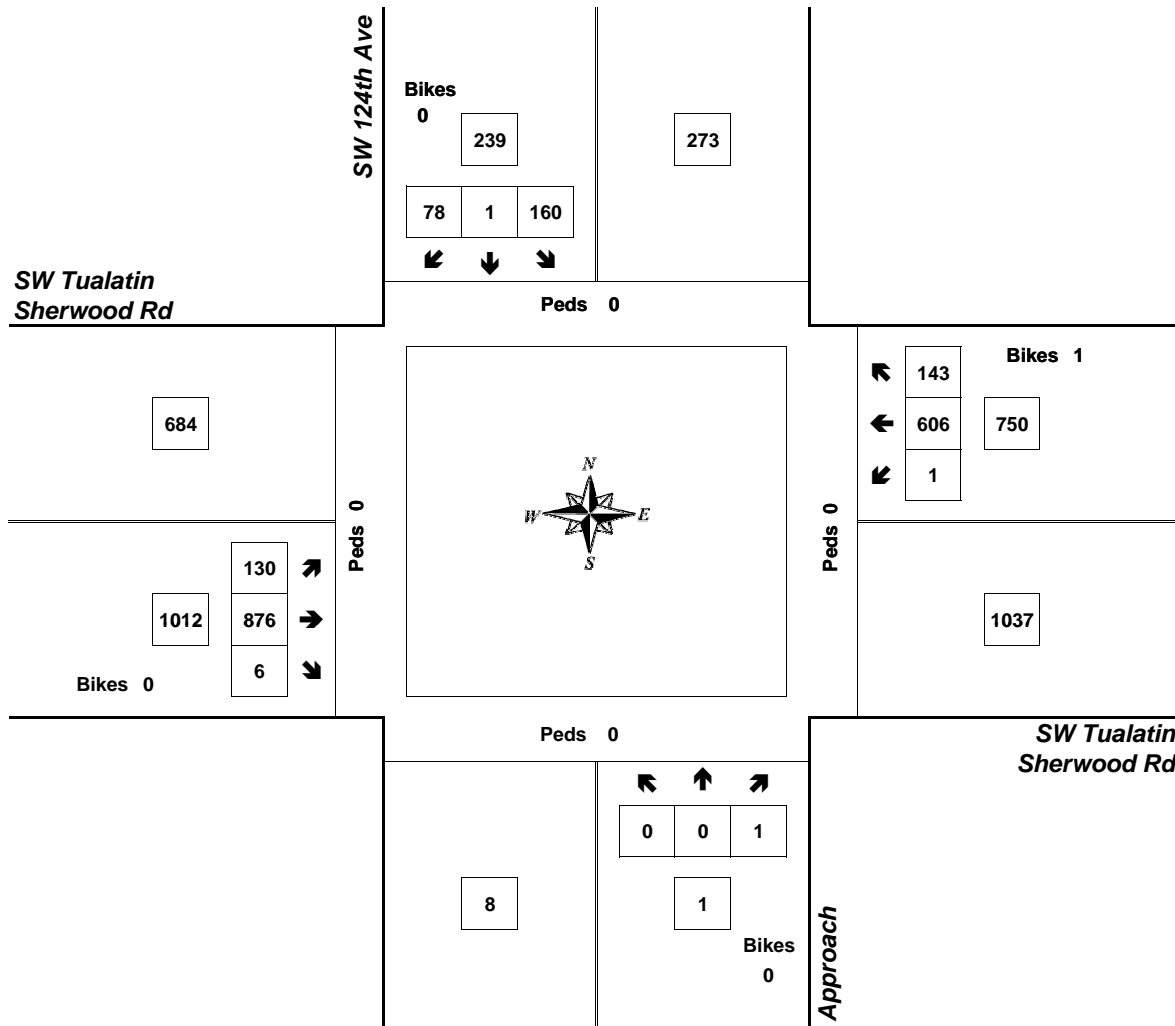 SW 124th Ave
Bikes
0
239
273
78 1 160
SW Tualatin
Sherwood Rd
Peds 0
684
143
606
1
Bikes 1
750
Peds 0
N
W E
S
Peds 0
1012
130
876
6
Bikes 0
1037
Peds 0
SW Tualatin
Sherwood Rd
0 0 1
8
1
Bikes
0
Approach